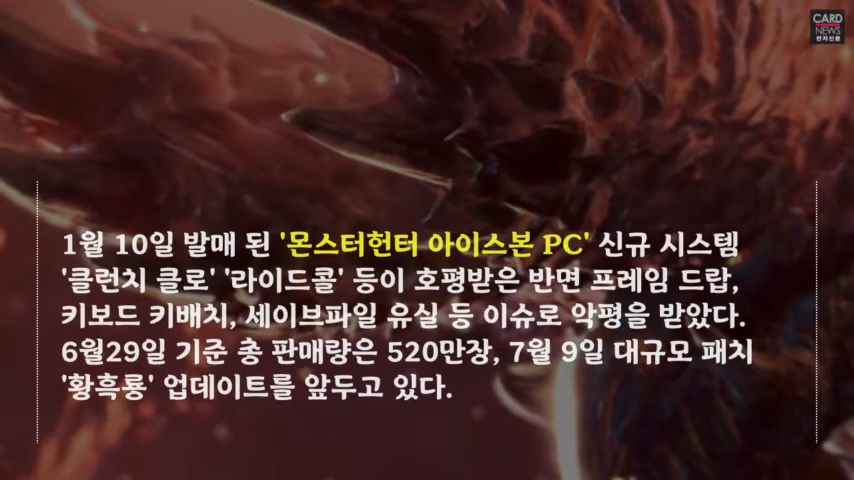 CARD
NEWS
전자신문
1월 10일 발매 된 '몬스터헌터 아이스본 PC' 신규 시스템
'클런치 클로' '라이드콜' 등이 호평받은 반면 프레임 드랍,
키보드 키배치, 세이브파일 유실 등 이슈로 악평을 받았다.
6월29일 기준 총 판매량은 520만장, 7월 9일 대규모 패치
'황흑룡' 업데이트를 앞두고 있다.